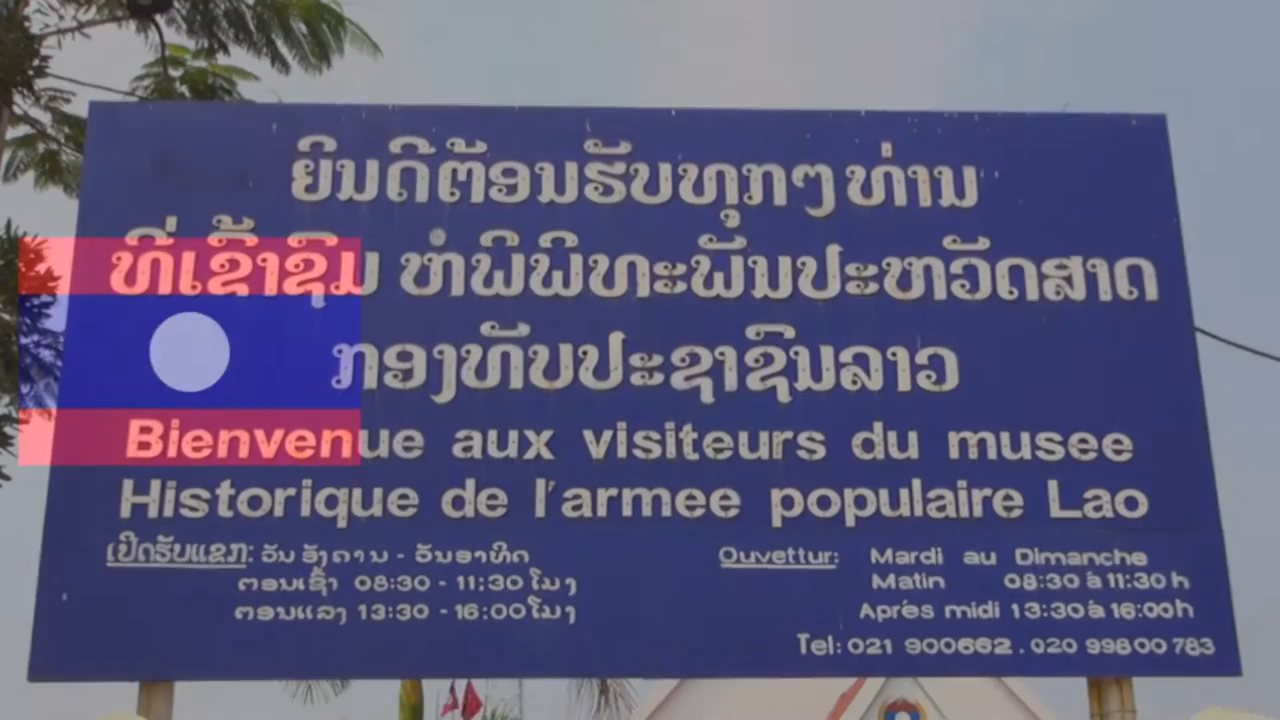 ຍິນດີຕ້ອນຮັບທຸກໆທ່ານ
ທີ່ເຂົ້າຊົມ ຫໍພິພິທະພັນປະຫວັດສາດ
ກອງທັບປະຊາຊົນລາວ
Bienvenue aux visiteurs du musee
Historique de l'armee populaire Lao
ເປີດຮັບແຂກ: ວັນ ອັງຄານ - ວັນອາທິດ
ຕອນເຊົ້າ 08:30 - 11:30 ໂມງ
ຕອນແລງ 13:30 - 16:00 ໂມງ
Ouvettur: Mardi au Dimanche
Matin 08:30 à 11:30 h
Après midi 13:30 à 16:00 h
Tel: 021 900662 . 020 998 00 783